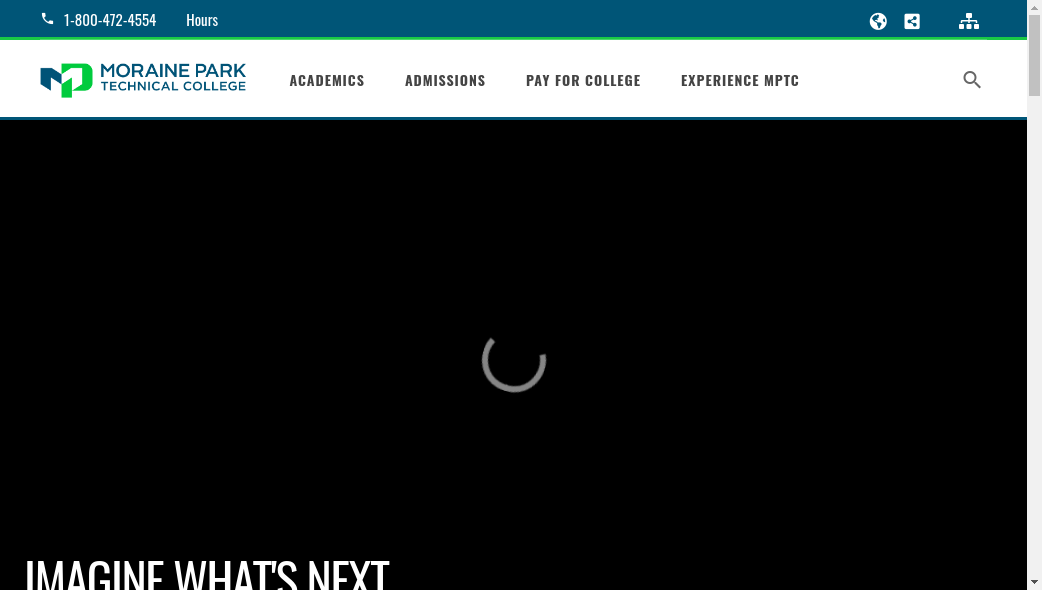 1-800-472-4554 Hours
MORAINE PARK
TECHNICAL COLLEGE
ACADEMICS ADMISSIONS PAY FOR COLLEGE EXPERIENCE MPTC
IMAGINE WHAT'S NEXT